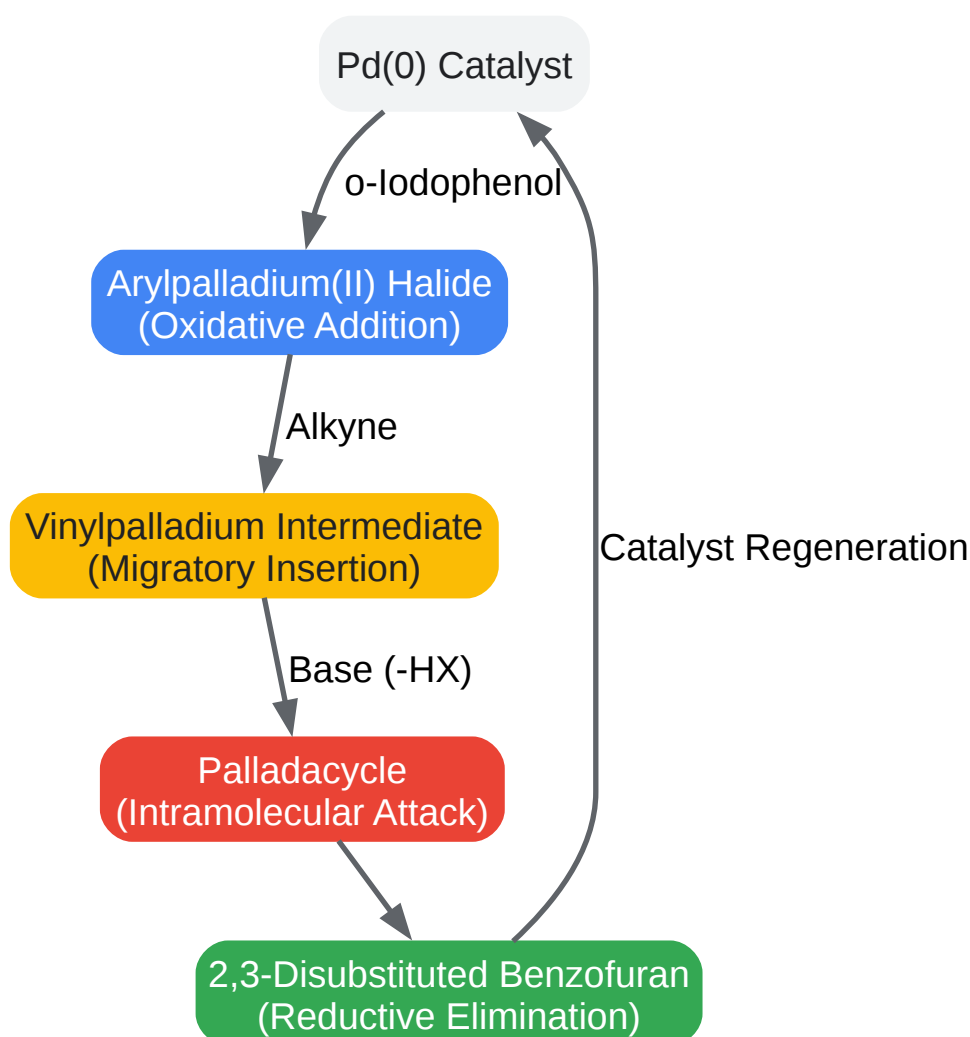 Pd(0) Catalyst
o-Iodophenol
Arylpalladium(II) Halide
(Oxidative Addition)
Alkyne
Vinylpalladium Intermediate
(Migratory Insertion)
Catalyst Regeneration
Base (-HX)
Palladacycle
(Intramolecular Attack)
2,3-Disubstituted Benzofuran
(Reductive Elimination)